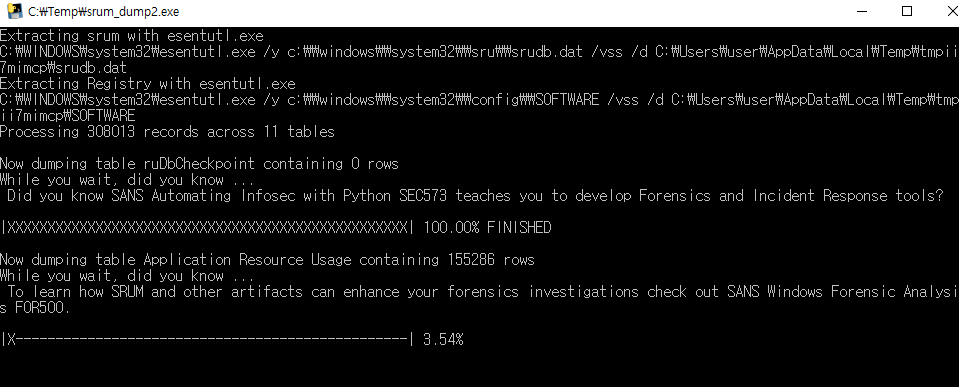 C:₩Temp₩srum_dump2.exe
Extracting srum with esentutl.exe
C:₩WINDOWS₩system32₩esentutl.exe /y c:₩₩windows₩₩system32₩₩sru₩₩srudb.dat /vss /d C:₩Users₩user₩AppData₩Local₩Temp₩tmpii
7mimcp₩srudb.dat
Extracting Registry with esentutl.exe
C:₩WINDOWS₩system32₩esentutl.exe /y c:₩₩windows₩₩system32₩₩config₩₩SOFTWARE /vss /d C:₩Users₩user₩AppData₩Local₩Temp₩tmp
ii7mimcp₩SOFTWARE
Processing 308013 records across 11 tables
Now dumping table ruDbCheckpoint containing 0 rows
While you wait, did you know ...
Did you know SANS Automating Infosec with Python SEC573 teaches you to develop Forensics and Incident Response tools?
|XXXXXXXXXXXXXXXXXXXXXXXXXXXXXXXXXXXXXXXXXXXXXXXXXX| 100.00% FINISHED
Now dumping table Application Resource Usage containing 155286 rows
While you wait, did you know ...
To learn how SRUM and other artifacts can enhance your forensics investigations check out SANS Windows Forensic Analysi
s FOR500.
|X-------------------------------------------------| 3.54%